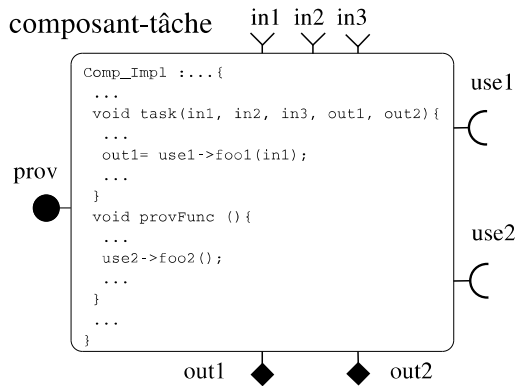 composant-tâche
in1 in2 in3
Comp_Impl :...{
...
void task(in1, in2, in3, out1, out2){
...
out1= use1->foo1(in1);
...
}
void provFunc (){
...
use2->foo2();
...
}
...
}
use1
prov
use2
out1 out2